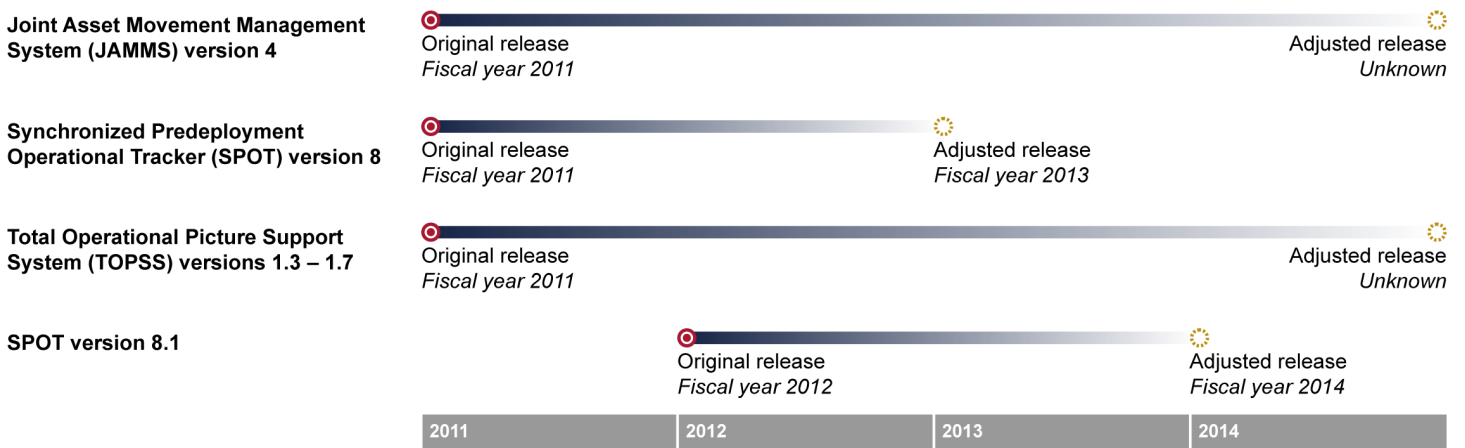 Joint Asset Movement Management
System (JAMMS) version 4
Original release
Fiscal year 2011
Adjusted release
Unknown
Synchronized Predeployment
Operational Tracker (SPOT) version 8
Original release
Fiscal year 2011
Adjusted release
Fiscal year 2013
Total Operational Picture Support
System (TOPSS) versions 1.3 – 1.7
Original release
Fiscal year 2011
Adjusted release
Unknown
SPOT version 8.1
Original release
Fiscal year 2012
Adjusted release
Fiscal year 2014
2011 2012 2013 2014